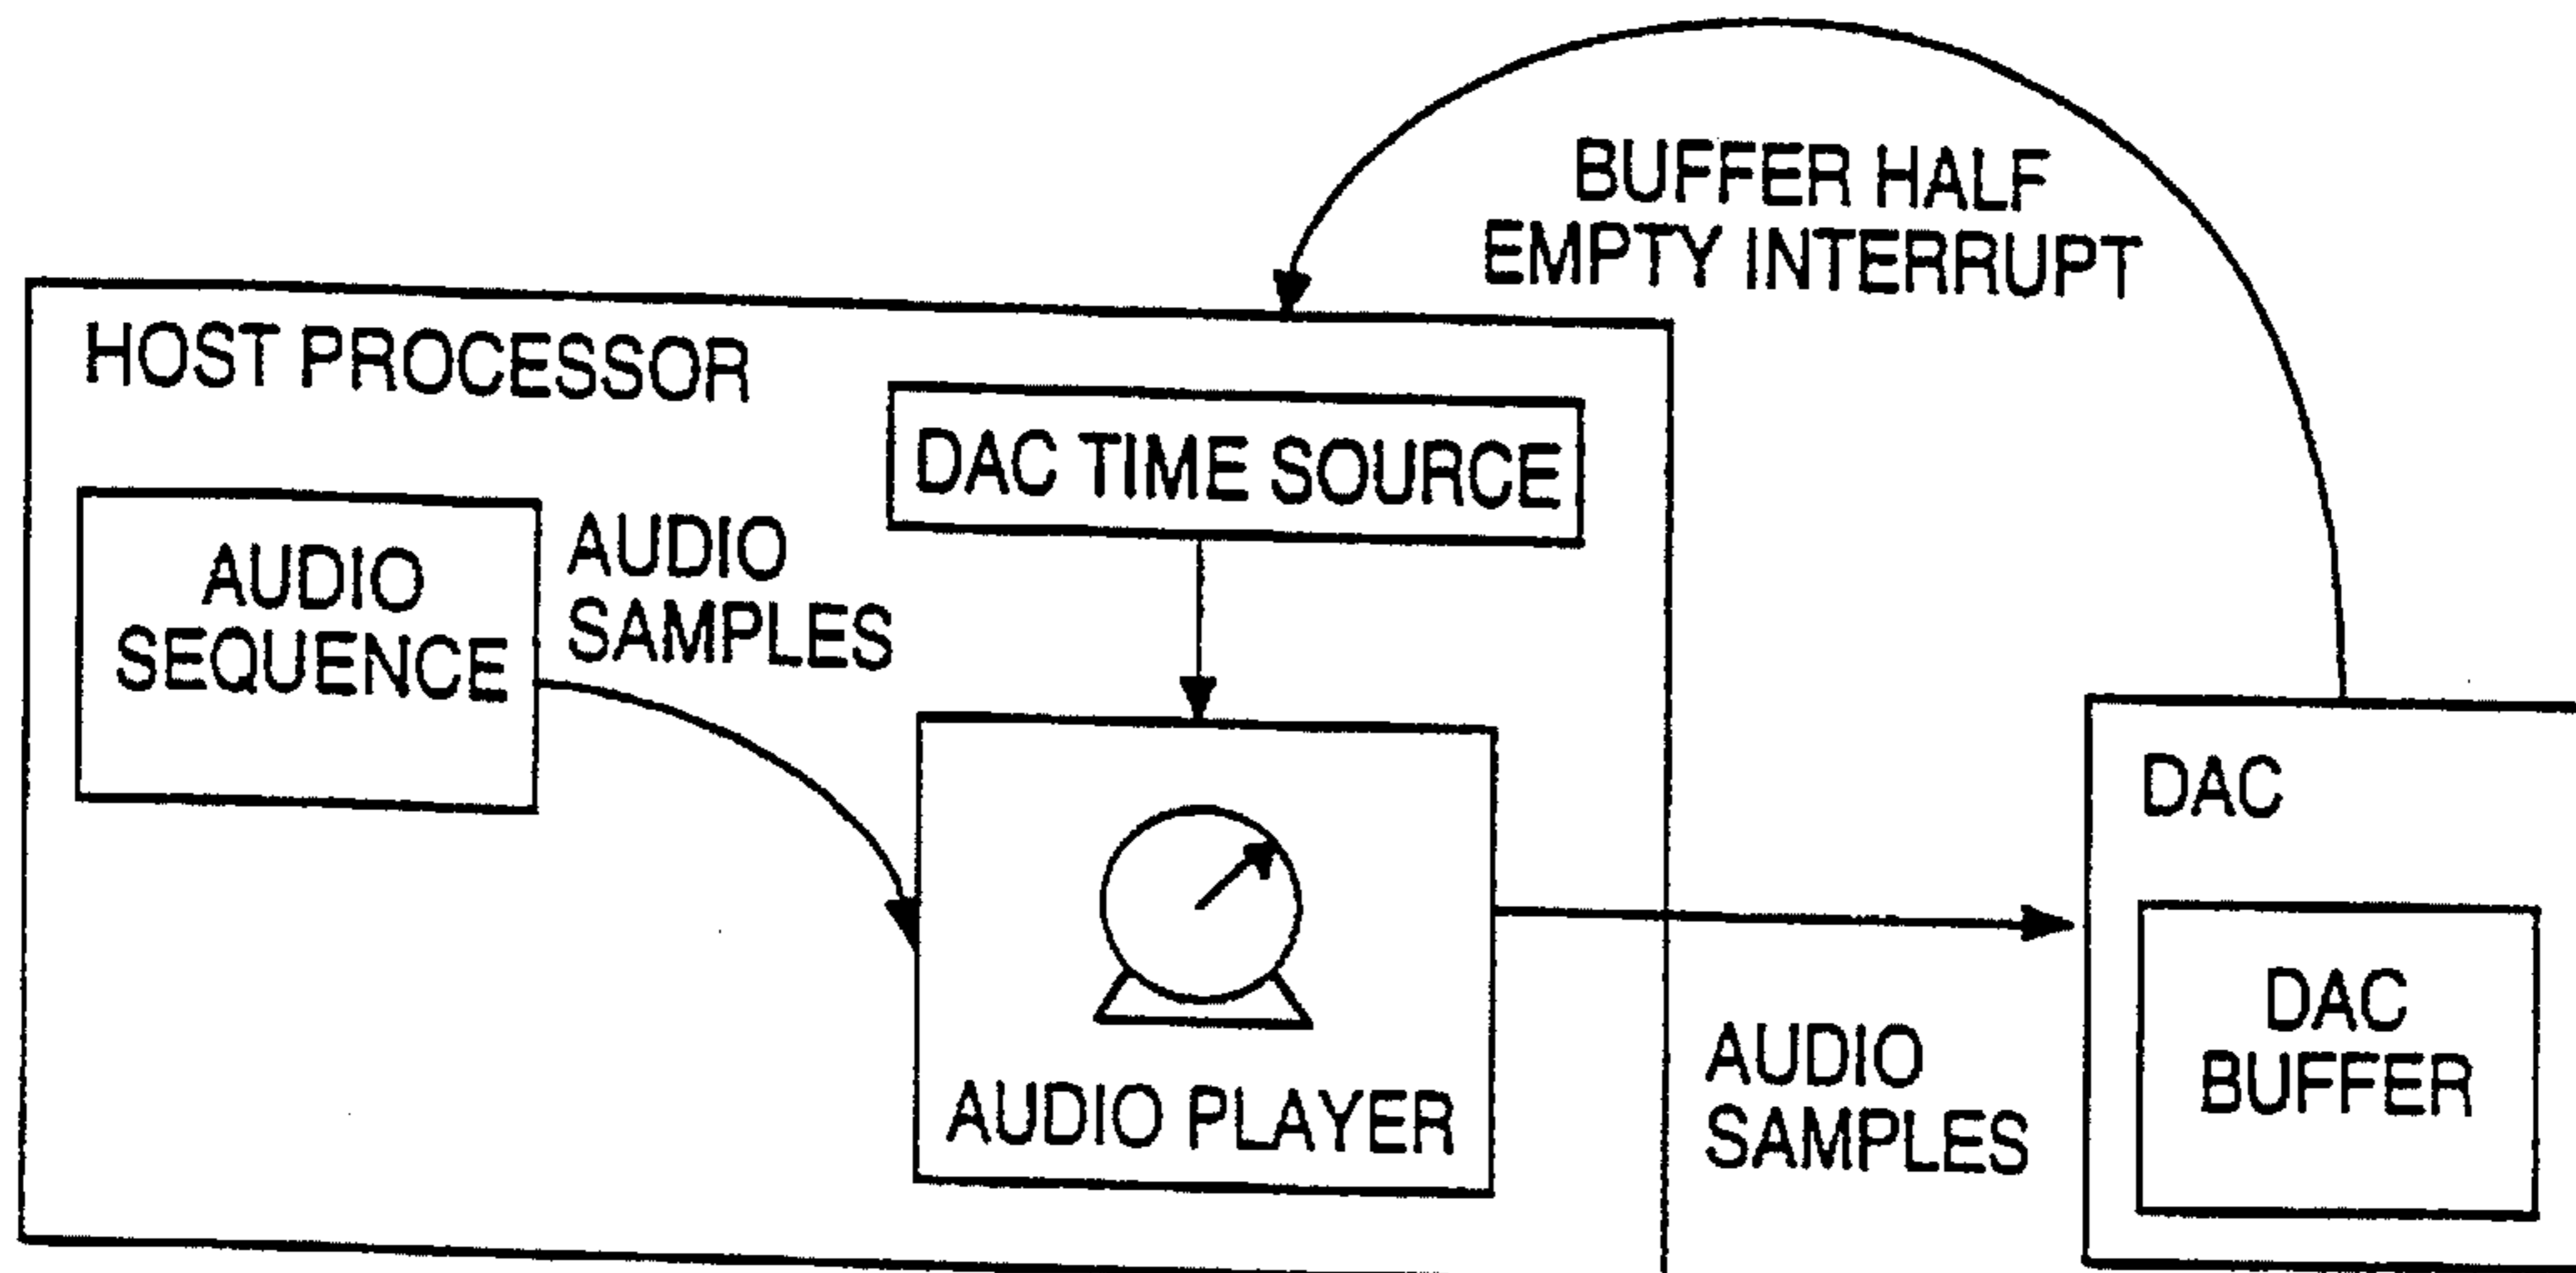 BUFFER HALF
EMPTY INTERRUPT
HOST PROCESSOR
DAC TIME SOURCE
AUDIO
SEQUENCE
AUDIO
SAMPLES
AUDIO PLAYER
AUDIO
SAMPLES
DAC
DAC
BUFFER